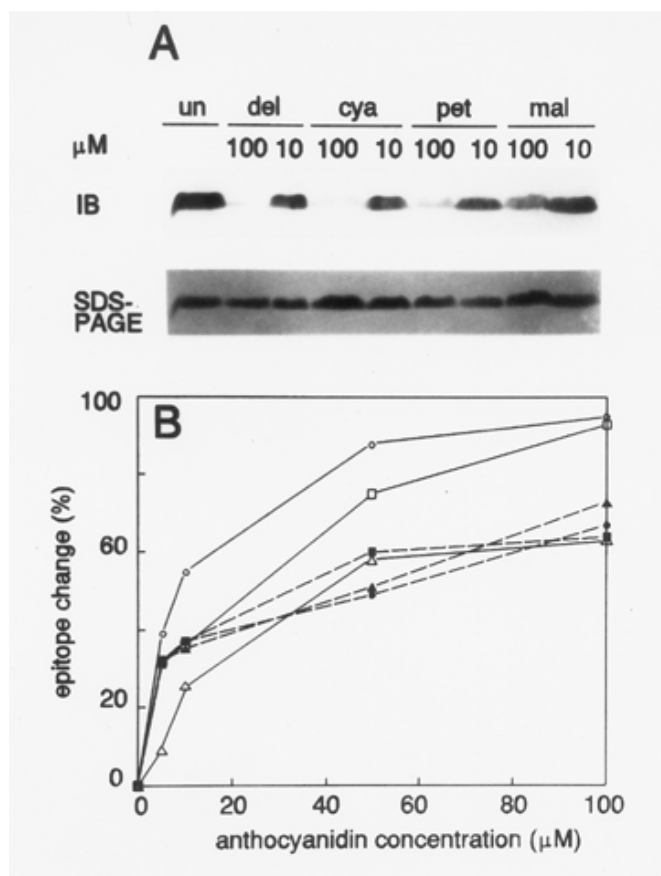 A
un del cya pet mal
µM 100 10 100 10 100 10 100 10
IB
SDS-
PAGE
B
100
60
20
0
epitope change (%)
0 20 40 60 80 100
anthocyanidin concentration (µM)